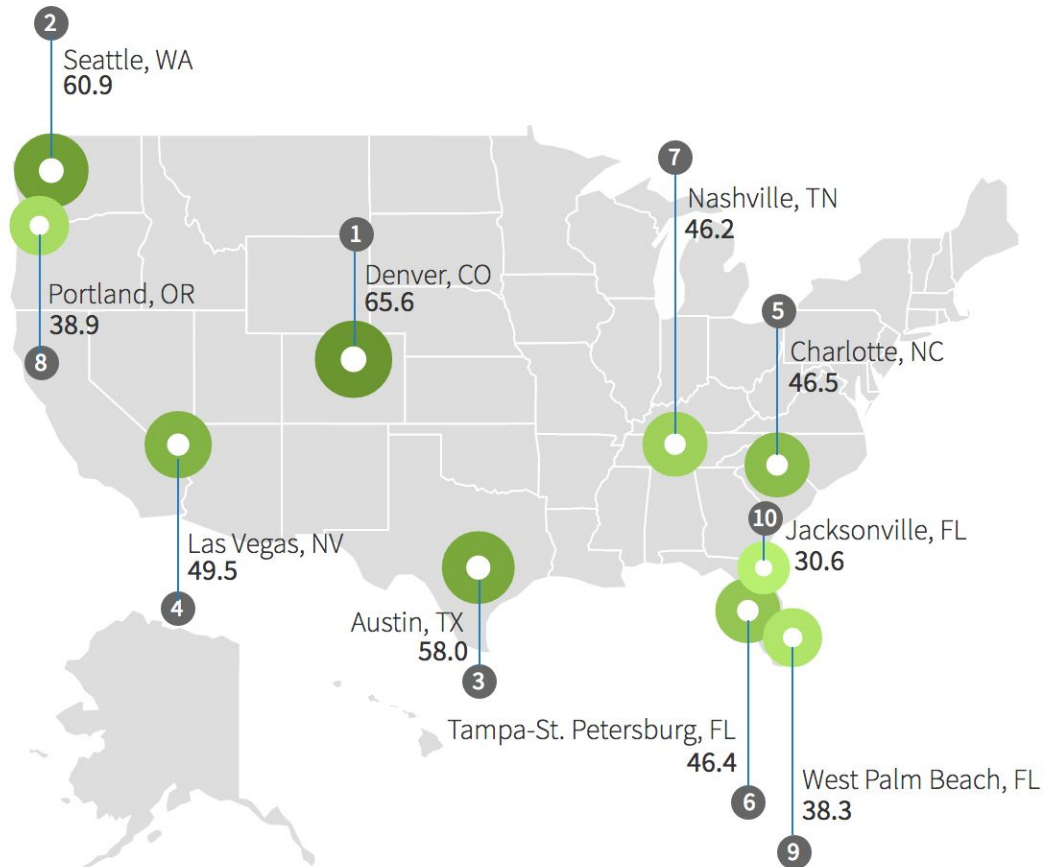 2
Seattle, WA
60.9
7
Nashville, TN
46.2
1
Denver, CO
65.6
Portland, OR
38.9
8
5
Charlotte, NC
46.5
10
Jacksonville, FL
30.6
Las Vegas, NV
49.5
4
Austin, TX
58.0
3
Tampa-St. Petersburg, FL
46.4
6
West Palm Beach, FL
38.3
9